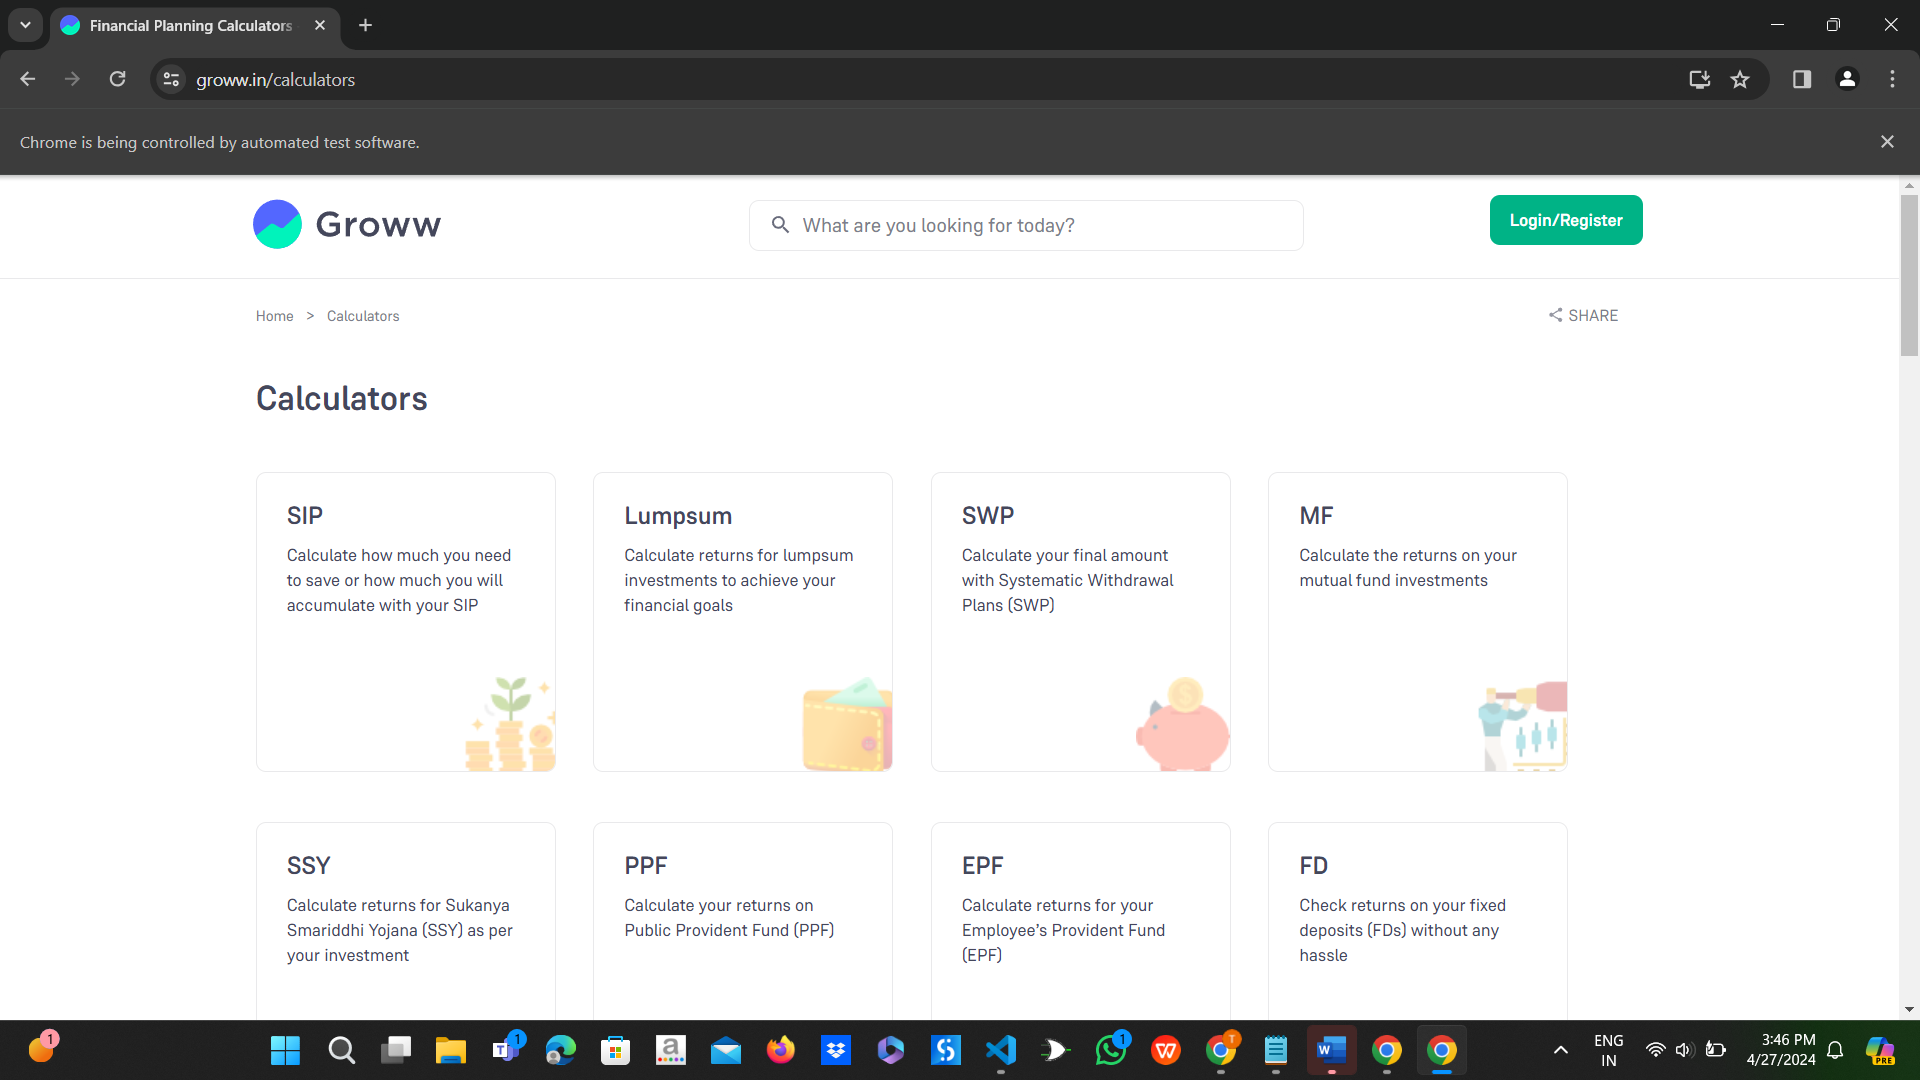 Financial Planning Calculators
groww.in/calculators
Chrome is being controlled by automated test software.
Groww
What are you looking for today?
Login/Register
Home > Calculators
SHARE
Calculators
SIP
Calculate how much you need
to save or how much you will
accumulate with your SIP
Lumpsum
Calculate returns for lumpsum
investments to achieve your
financial goals
SWP
Calculate your final amount
with Systematic Withdrawal
Plans (SWP)
MF
Calculate the returns on your
mutual fund investments
SSY
Calculate returns for Sukanya
Smariddhi Yojana (SSY) as per
your investment
PPF
Calculate your returns on
Public Provident Fund (PPF)
EPF
Calculate returns for your
Employee’s Provident Fund
(EPF)
FD
Check returns on your fixed
deposits (FDs) without any
hassle
1
1
T
a
1
W
T
W
ENG
IN
3:46 PM
4/27/2024
PRE